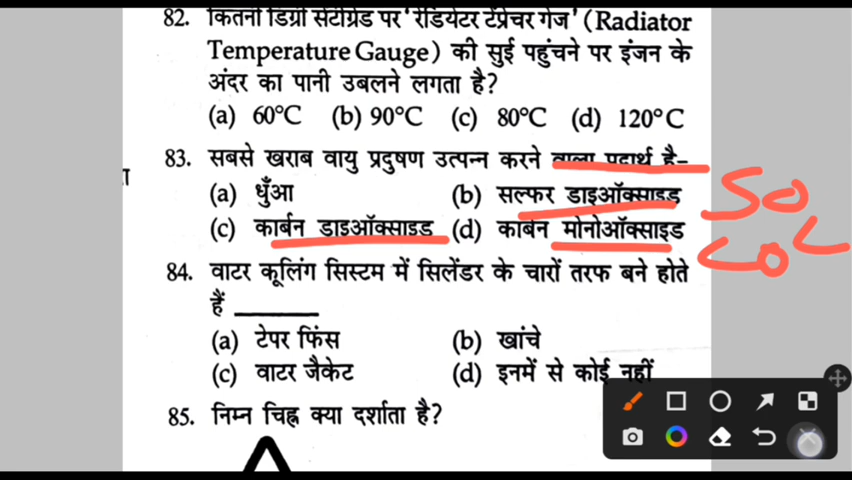 82. कितनी डिग्री सेंटीग्रेड पर 'रेडियेटर टेंप्रेचर गेज' (Radiator
Temperature Gauge) की सुई पहुंचने पर इंजन के
अंदर का पानी उबलने लगता है?
(a) 60°C (b) 90°C (c) 80°C (d) 120°C
83. सबसे खराब वायु प्रदुषण उत्पन्न करने वाला पदार्थ है-
(a) धुँआ (b) सल्फर डाइऑक्साइड
SO
(c) कार्बन डाइऑक्साइड (d) कार्बन मोनोऑक्साइड
84. वाटर कूलिंग सिस्टम में सिलेंडर के चारों तरफ बने होते
हैं ________
(a) टेपर फिंस (b) खांचे
(c) वाटर जैकेट (d) इनमें से कोई नहीं
85. निम्न चिह्न क्या दर्शाता है?